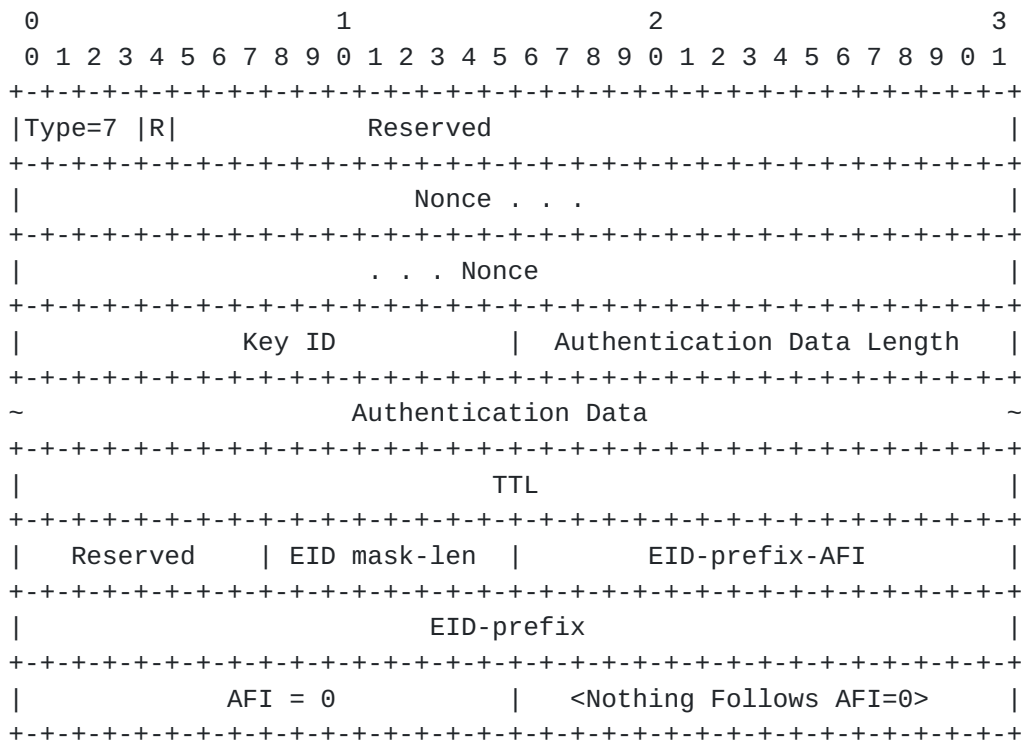 0                   1                   2                   3
 0 1 2 3 4 5 6 7 8 9 0 1 2 3 4 5 6 7 8 9 0 1 2 3 4 5 6 7 8 9 0 1
+-+-+-+-+-+-+-+-+-+-+-+-+-+-+-+-+-+-+-+-+-+-+-+-+-+-+-+-+-+-+-+-+
|Type=7 |R|            Reserved                                 |
+-+-+-+-+-+-+-+-+-+-+-+-+-+-+-+-+-+-+-+-+-+-+-+-+-+-+-+-+-+-+-+-+
|                         Nonce . . .                           |
+-+-+-+-+-+-+-+-+-+-+-+-+-+-+-+-+-+-+-+-+-+-+-+-+-+-+-+-+-+-+-+-+
|                      . . . Nonce                              |
+-+-+-+-+-+-+-+-+-+-+-+-+-+-+-+-+-+-+-+-+-+-+-+-+-+-+-+-+-+-+-+-+
|              Key ID           |  Authentication Data Length   |
+-+-+-+-+-+-+-+-+-+-+-+-+-+-+-+-+-+-+-+-+-+-+-+-+-+-+-+-+-+-+-+-+
~                     Authentication Data                       ~
+-+-+-+-+-+-+-+-+-+-+-+-+-+-+-+-+-+-+-+-+-+-+-+-+-+-+-+-+-+-+-+-+
|                              TTL                              |
+-+-+-+-+-+-+-+-+-+-+-+-+-+-+-+-+-+-+-+-+-+-+-+-+-+-+-+-+-+-+-+-+
|   Reserved    | EID mask-len  |        EID-prefix-AFI         |
+-+-+-+-+-+-+-+-+-+-+-+-+-+-+-+-+-+-+-+-+-+-+-+-+-+-+-+-+-+-+-+-+
|                          EID-prefix                           |
+-+-+-+-+-+-+-+-+-+-+-+-+-+-+-+-+-+-+-+-+-+-+-+-+-+-+-+-+-+-+-+-+
|             AFI = 0           |   <Nothing Follows AFI=0>     |
+-+-+-+-+-+-+-+-+-+-+-+-+-+-+-+-+-+-+-+-+-+-+-+-+-+-+-+-+-+-+-+-+